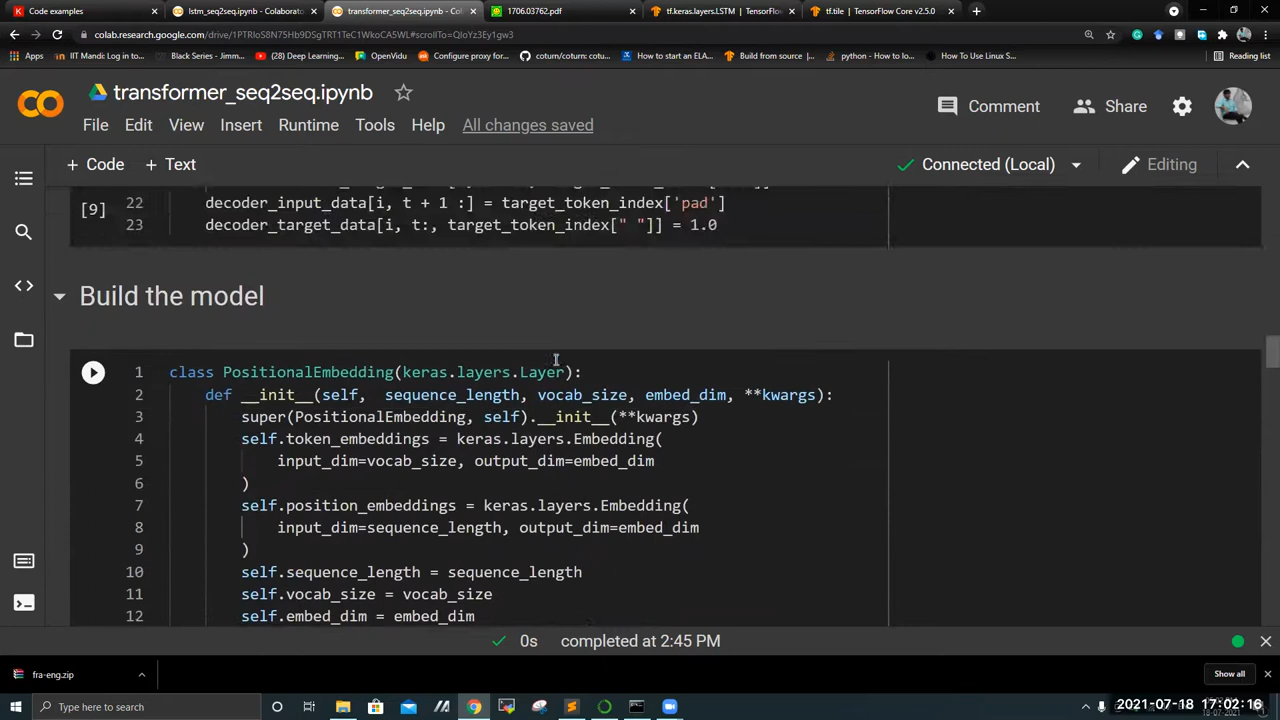 Code examples
lstm_seq2seq.ipynb - Colaborato
transformer_seq2seq.ipynb - Col
1706.03762.pdf
tf.keras.layers.LSTM | TensorFlow
tf.tile | TensorFlow Core v2.5.0
colab.research.google.com/drive/1PTRIoS8N75Hb9DSgTRT1TeC1WkoCA5WL#scrollTo=QIoYz3Ey1gw3
Apps
IIT Mandi Log in to...
Black Series - Jimm...
(28) Deep Learning...
OpenVidu
Configure proxy for...
coturn/coturn: cotu...
How to start an ELA...
Build from source |...
python - How to lo...
How To Use Linux S...
Reading list
transformer_seq2seq.ipynb
Comment
Share
File Edit View Insert Runtime Tools Help All changes saved
+ Code + Text
Connected (Local)
Editing
[9]
22 decoder_input_data[i, t + 1 :] = target_token_index['pad']
23 decoder_target_data[i, t:, target_token_index[" "]] = 1.0
Build the model
1 class PositionalEmbedding(keras.layers.Layer):
2 def __init__(self, sequence_length, vocab_size, embed_dim, **kwargs):
3 super(PositionalEmbedding, self).__init__(**kwargs)
4 self.token_embeddings = keras.layers.Embedding(
5 input_dim=vocab_size, output_dim=embed_dim
6 )
7 self.position_embeddings = keras.layers.Embedding(
8 input_dim=sequence_length, output_dim=embed_dim
9 )
10 self.sequence_length = sequence_length
11 self.vocab_size = vocab_size
12 self.embed_dim = embed_dim
0s completed at 2:45 PM
fra-eng.zip
Show all
Type here to search
ENG
2021-07-18 17:02:16